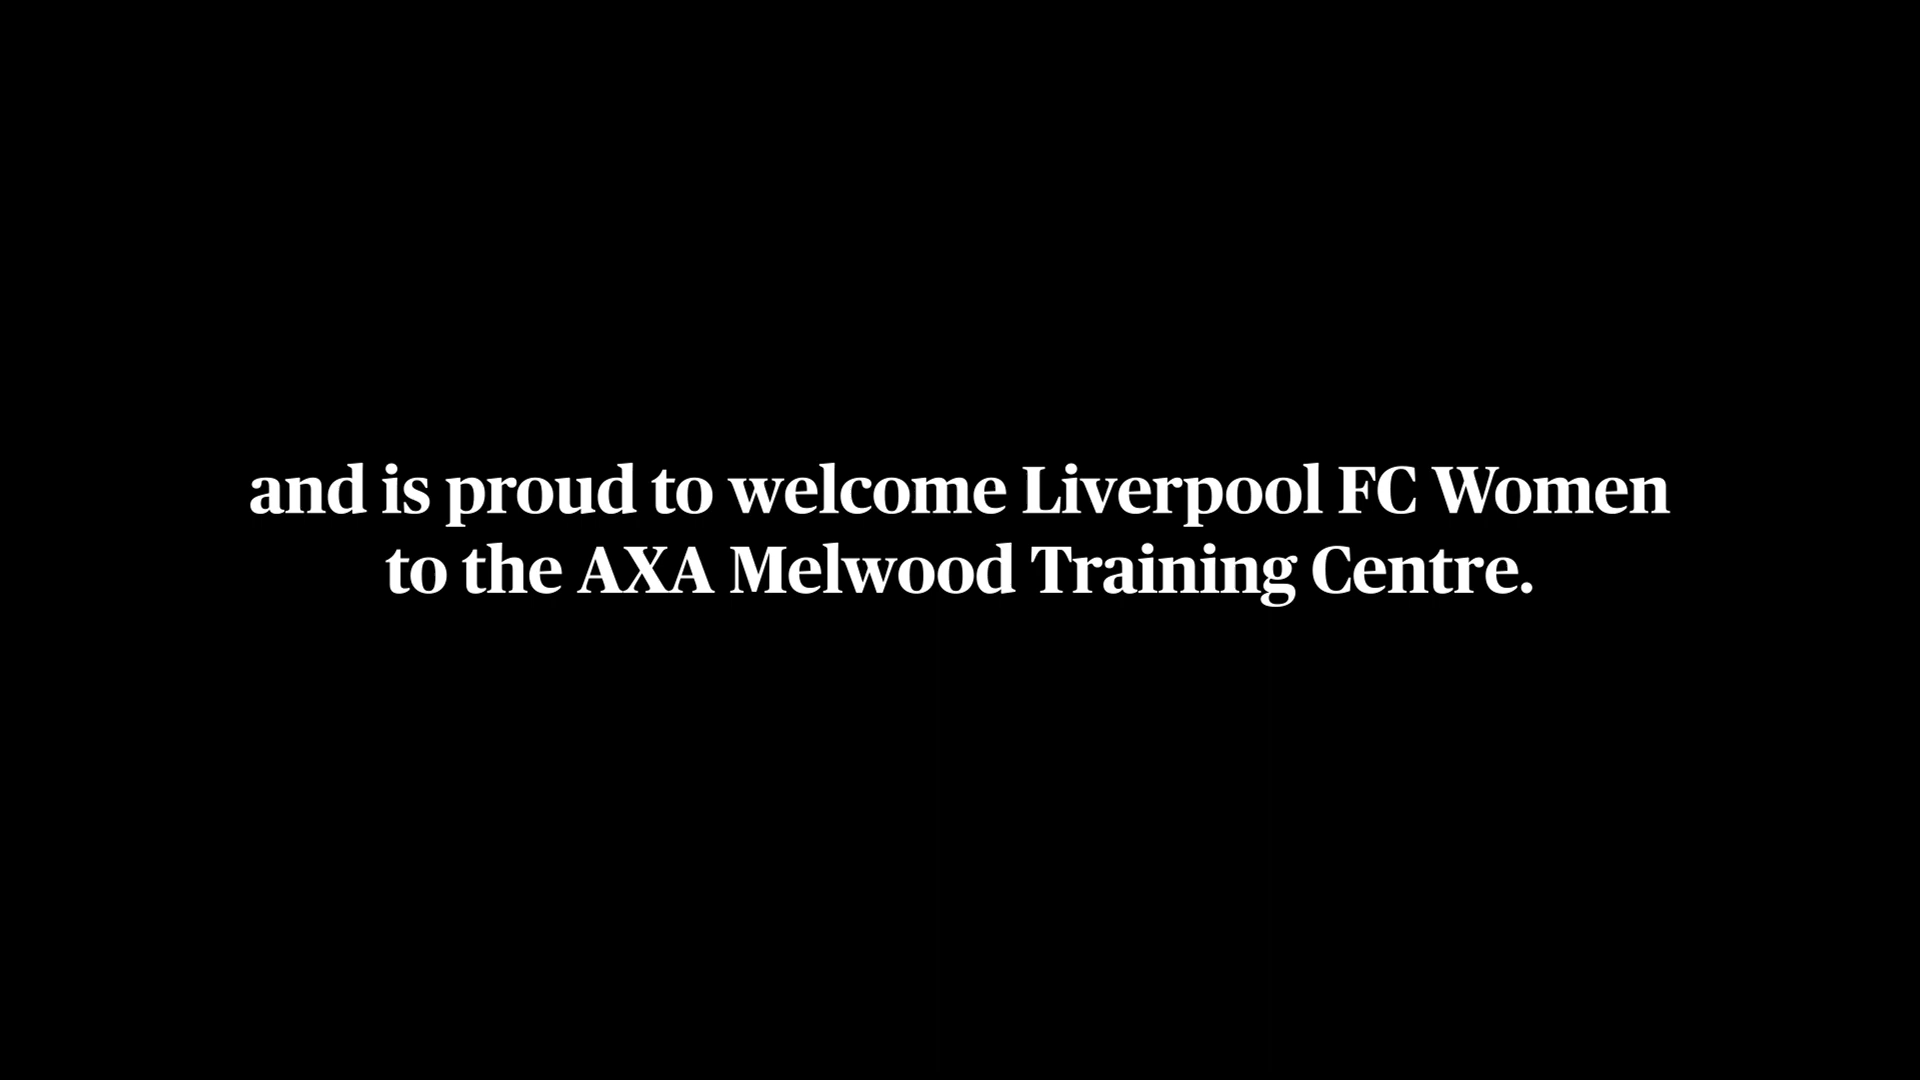 and is proud to welcome Liverpool FC Women
to the AXA Melwood Training Centre.